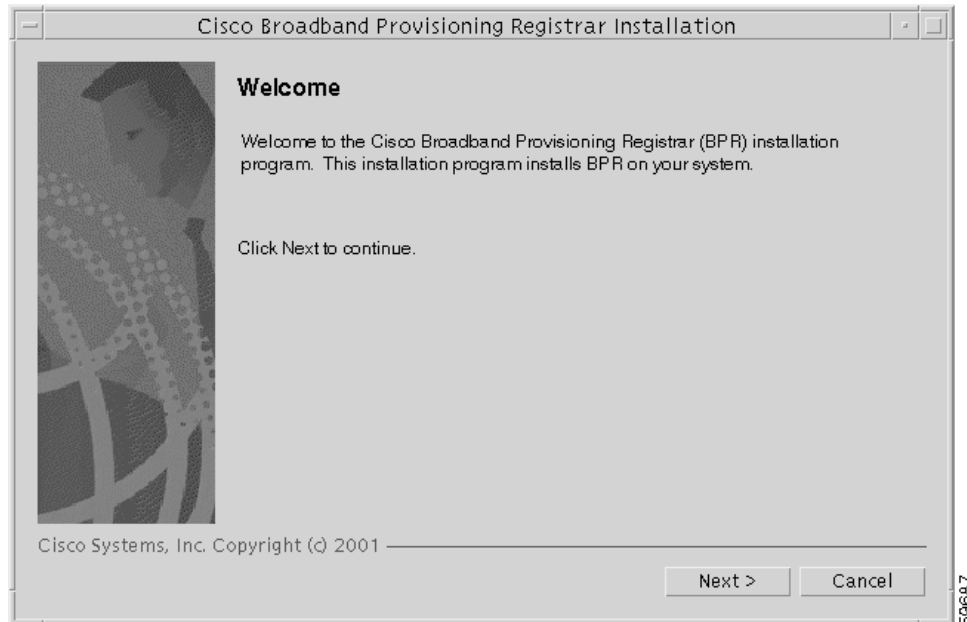 Cisco Broadband Provisioning Registrar Installation
Welcome
Welcome to the Cisco Broadband Provisioning Registrar (BPR) installation
program. This installation program installs BPR on your system.
Click Next to continue.
Cisco Systems, Inc. Copyright (c) 2001
Next >
Cancel
59687